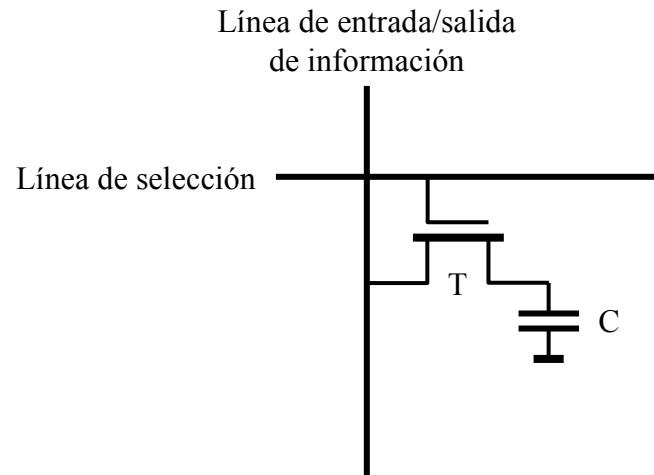 Línea de entrada/salida
de información
Línea de selección
T
C